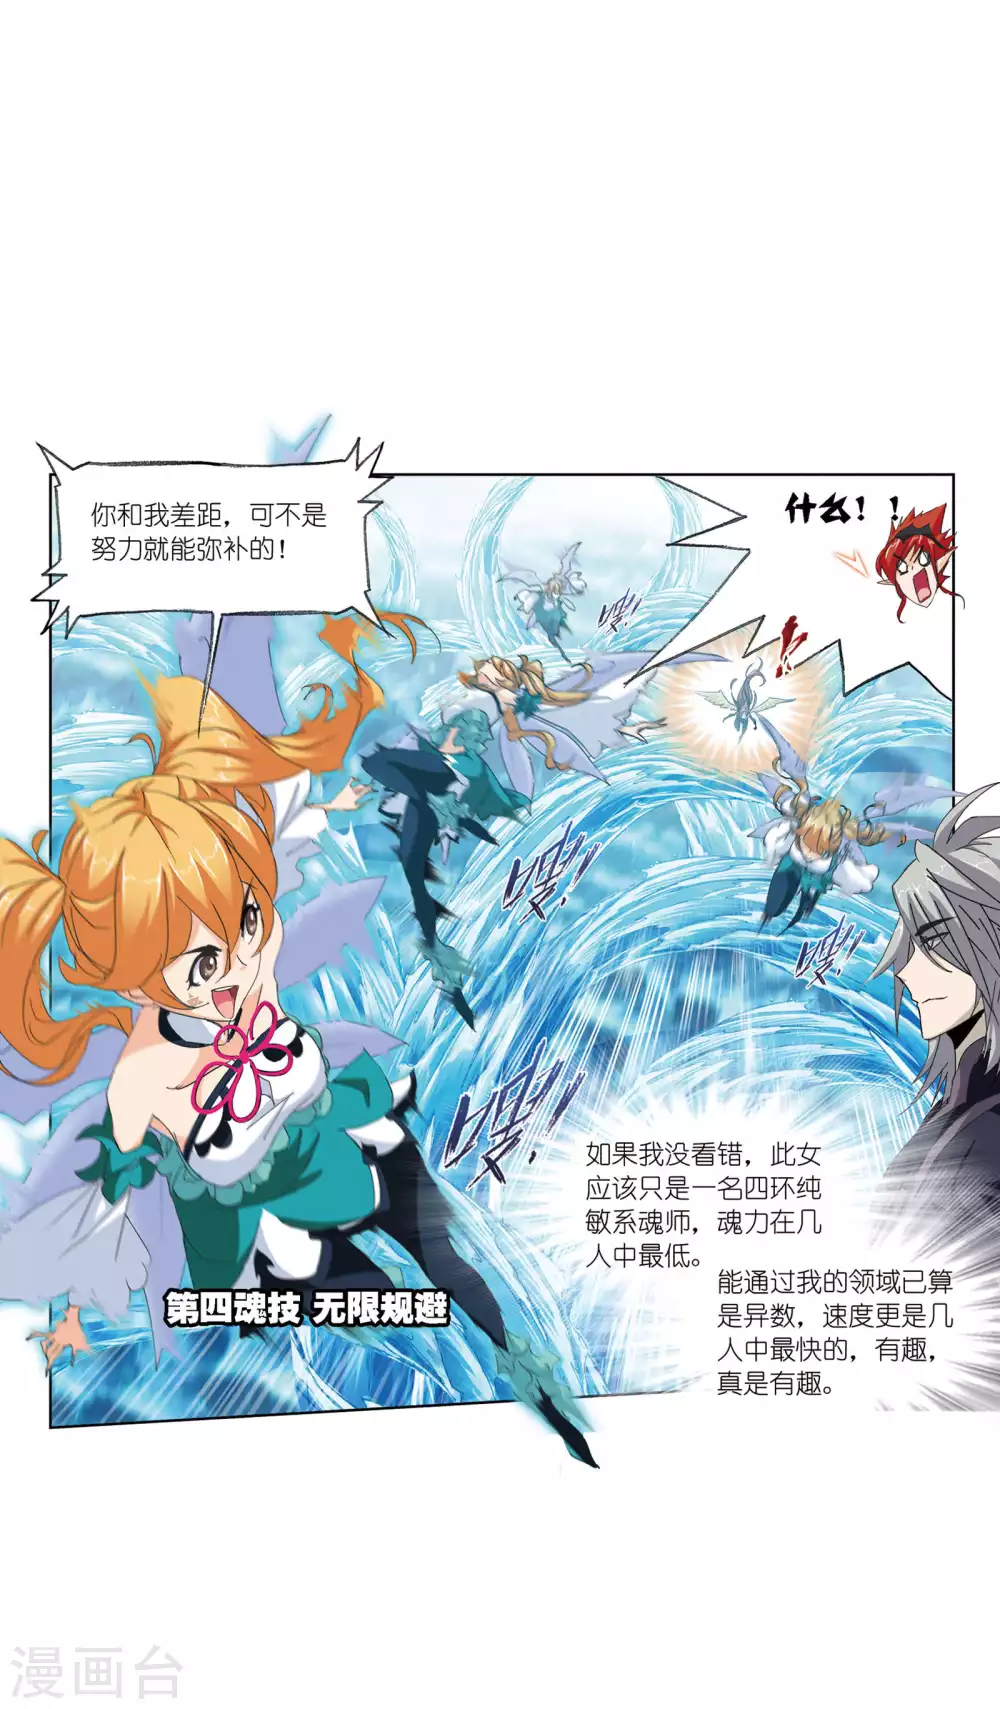 你和我差距，可不是
努力就能弥补的！
什么！！
嗖！
嗖！
嗖！
嗖！
如果我没看错，此女
应该只是一名四环纯
敏系魂师，魂力在几
人中最低。
能通过我的领域已算
是异数，速度更是几
人中最快的，有趣，
真是有趣。
第四魂技 无限规避
漫画台